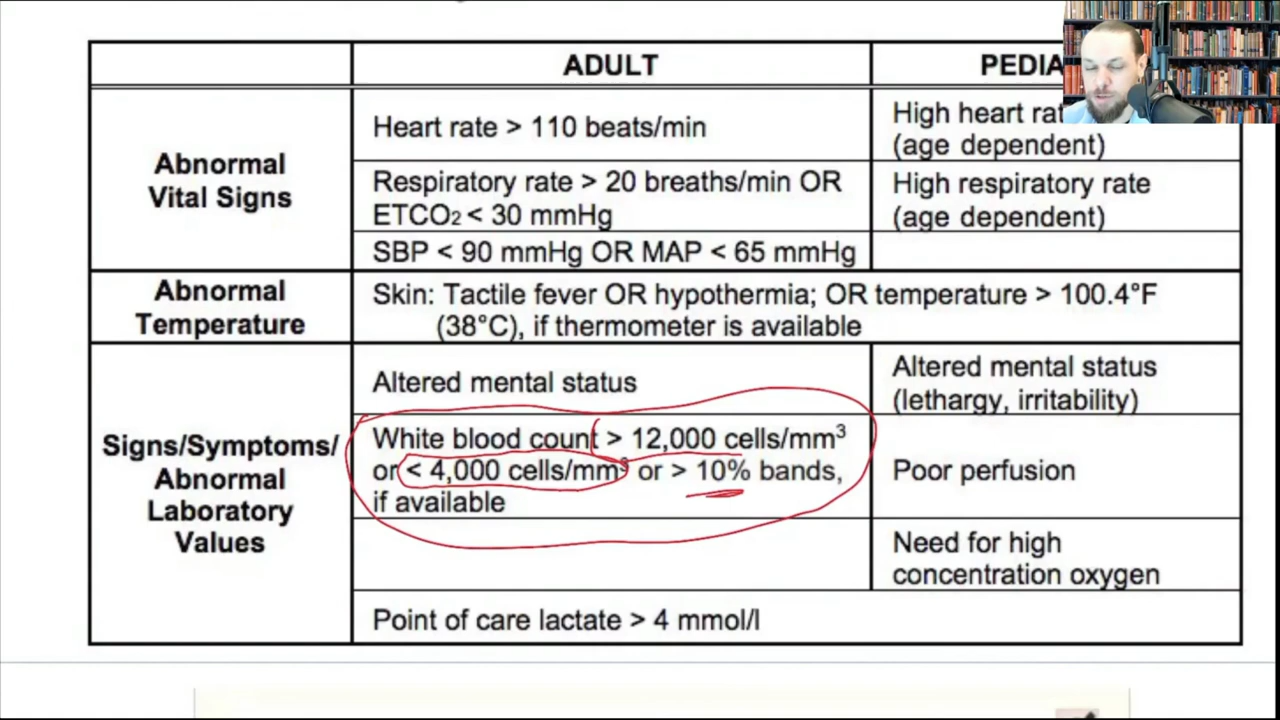 ADULT
PEDIA
Abnormal
Vital Signs
Heart rate > 110 beats/min
High heart rat
(age dependent)
Respiratory rate > 20 breaths/min OR
ETCO2 < 30 mmHg
High respiratory rate
(age dependent)
SBP < 90 mmHg OR MAP < 65 mmHg
Abnormal
Temperature
Skin: Tactile fever OR hypothermia; OR temperature > 100.4°F
(38°C), if thermometer is available
Signs/Symptoms/
Abnormal
Laboratory
Values
Altered mental status
Altered mental status
(lethargy, irritability)
White blood count > 12,000 cells/mm³
or < 4,000 cells/mm³ or > 10% bands,
if available
Poor perfusion
Need for high
concentration oxygen
Point of care lactate > 4 mmol/l